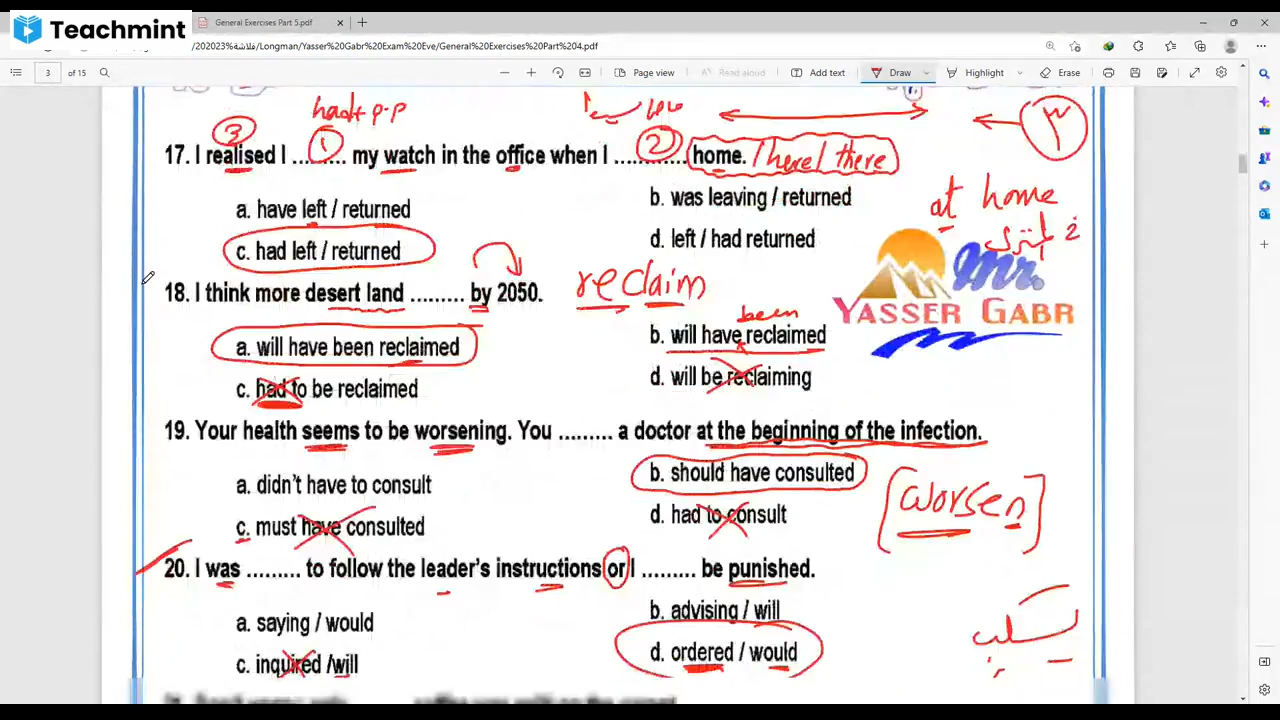 Teachmint
General Exercises Part 5.pdf
/202023%/Longman/Yasser%20Gabr%20Exam%20Eve/General%20Exercises%20Part%204.pdf
3 of 15 Page view Read aloud Add text Draw Highlight Erase
had+ p.p
3 1 2
17. I realised I ......... my watch in the office when I ............ home. / here / there
a. have left / returned
b. was leaving / returned
at home
c. had left / returned
d. left / had returned
Mr.
YASSER GABR
18. I think more desert land ......... by 2050. reclaim
a. will have been reclaimed
been
b. will have reclaimed
c. had to be reclaimed
d. will be reclaiming
19. Your health seems to be worsening. You ......... a doctor at the beginning of the infection.
a. didn't have to consult
b. should have consulted
[worsen]
c. must have consulted
d. had to consult
20. I was ......... to follow the leader's instructions or I ......... be punished.
a. saying / would
b. advising / will
c. inquired / will
d. ordered / would